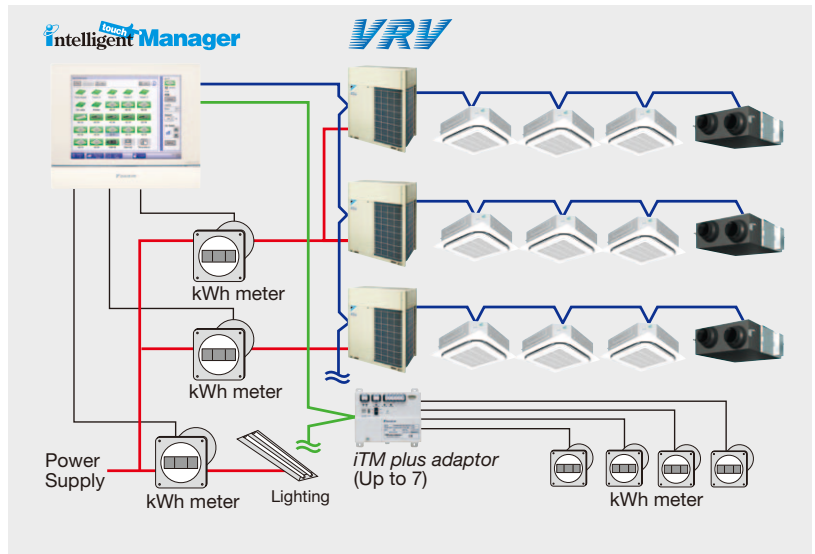 intelligent touch Manager
VRV
kWh meter
kWh meter
Power
Supply
kWh meter
Lighting
iTM plus adaptor
(Up to 7)
kWh meter